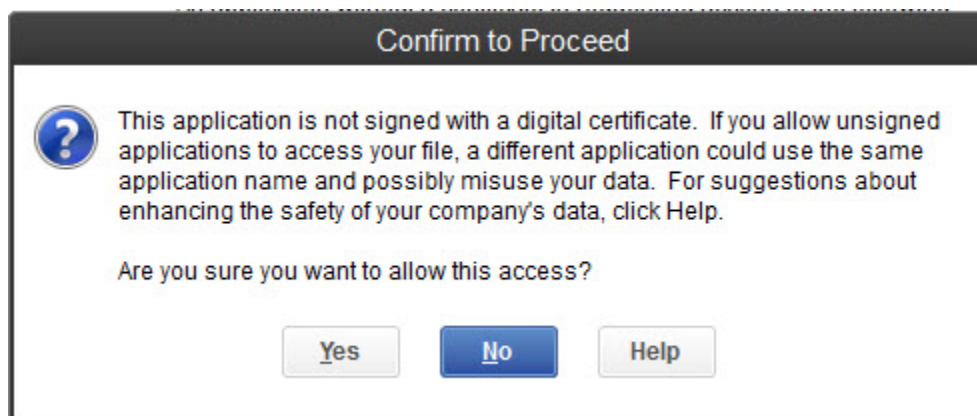 Confirm to Proceed
This application is not signed with a digital certificate.  If you allow unsigned
applications to access your file, a different application could use the same
application name and possibly misuse your data.  For suggestions about
enhancing the safety of your company's data, click Help.
Are you sure you want to allow this access?
Yes No Help